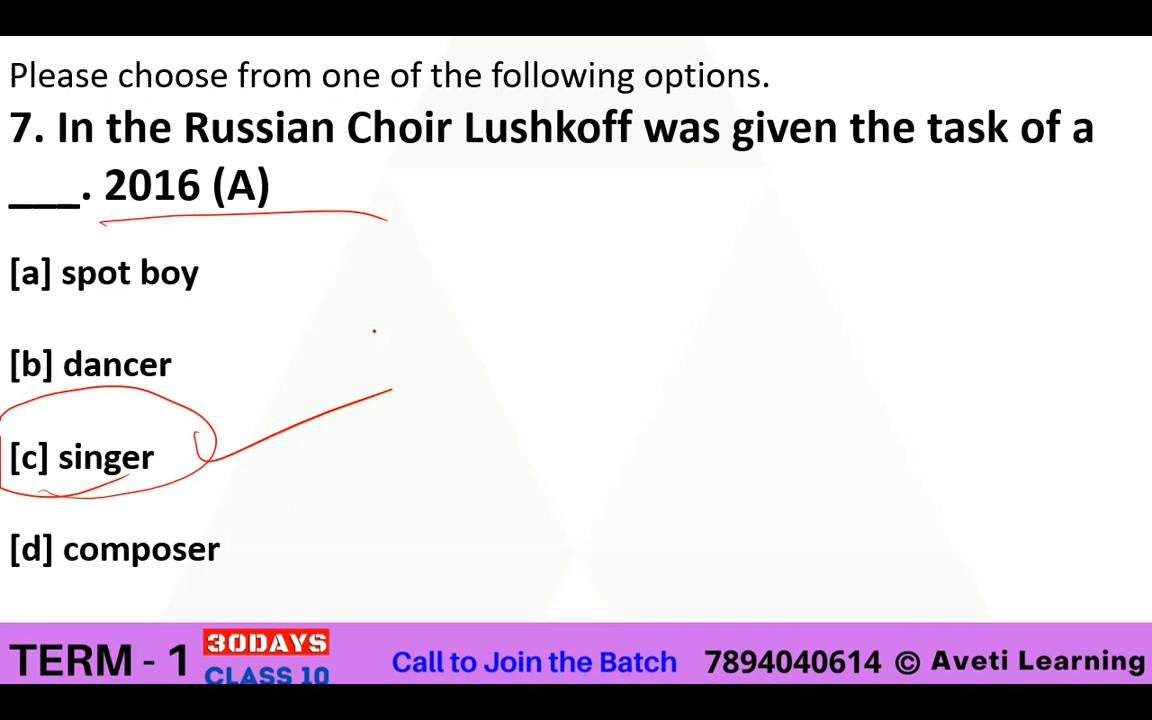 Please choose from one of the following options.
7. In the Russian Choir Lushkoff was given the task of a
___. 2016 (A)
[a] spot boy
[b] dancer
[c] singer
[d] composer
TERM - 1 30DAYS CLASS 10 Call to Join the Batch 7894040614 © Aveti Learning